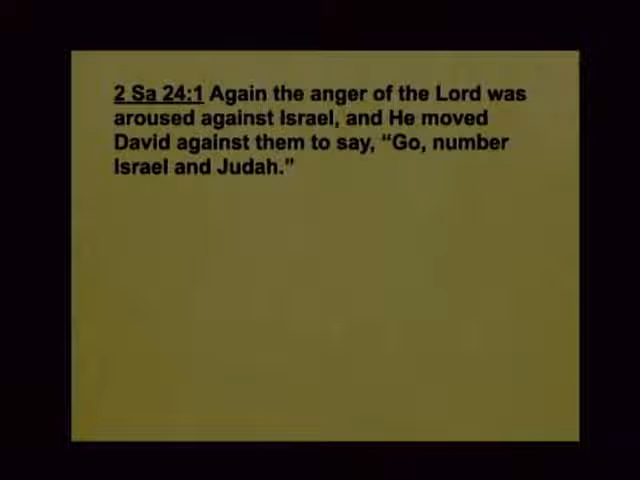 2 Sa 24:1 Again the anger of the Lord was
aroused against Israel, and He moved
David against them to say, “Go, number
Israel and Judah.”